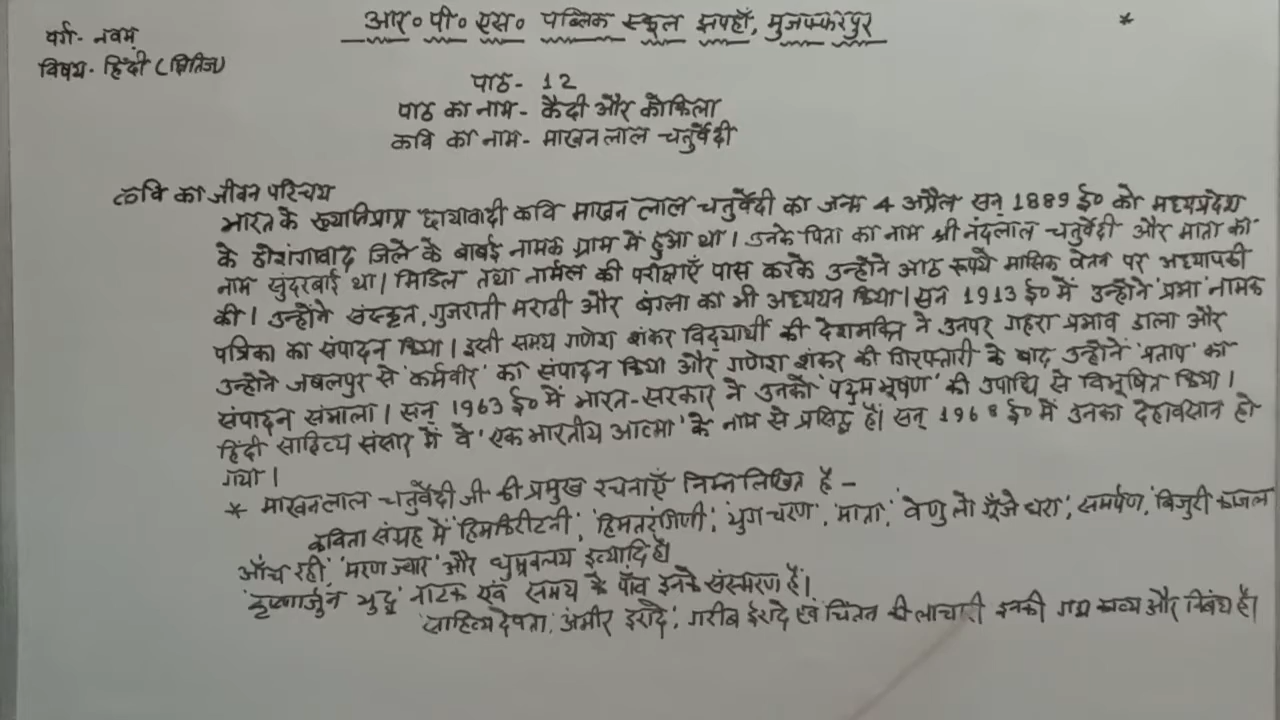 आर॰ पी॰ एस॰ पब्लिक स्कूल झपहाँ, मुजफ्फरपुर
*
वर्ग- नवम्
विषय- हिंदी (क्षितिज)
पाठ- 12
पाठ का नाम- कैदी और कोकिला
कवि का नाम- माखनलाल चतुर्वेदी
कवि का जीवन परिचय
भारत के ख्यातिप्राप्त छायावादी कवि माखन लाल चतुर्वेदी का जन्म 4 अप्रैल सन् 1889 ई० को मध्यप्रदेश
के होशंगाबाद जिले के बाबई नामक ग्राम में हुआ था। उनके पिता का नाम श्री नंदलाल चतुर्वेदी और माता का
नाम सुंदरबाई था। मिडिल तथा नार्मल की परीक्षाएँ पास करके उन्होंने आठ रूपये मासिक वेतन पर अध्यापकी
की। उन्होंने संस्कृत, गुजराती मराठी और बंगला का भी अध्ययन किया। सन् 1913 ई० में उन्होंने 'प्रभा' नामक
पत्रिका का संपादन किया। इसी समय गणेश शंकर विद्यार्थी की देशभक्ति ने उनपर गहरा प्रभाव डाला और
उन्होंने जबलपुर से 'कर्मवीर' का संपादन किया और गणेश शंकर की गिरफ्तारी के बाद उन्होंने 'प्रताप' का
संपादन संभाला। सन् 1963 ई० में भारत-सरकार ने उनको 'पद्मभूषण' की उपाधि से विभूषित किया।
हिंदी साहित्य संसार में वे 'एक भारतीय आत्मा' के नाम से प्रसिद्ध हैं। सन् 1968 ई० में उनका देहावसान हो
गया।
* माखनलाल चतुर्वेदी जी की प्रमुख रचनाएँ निम्नलिखित है -
कविता संग्रह में 'हिमकिरीटनी', 'हिमतरंगिणी', 'युग चरण', 'माता', 'वेणु लो गूँजे धरा', 'समर्पण', 'बिजुरी काजल
आँच रही', 'मरण ज्वार' और धुम्रवलय इत्यादि है।
'कृष्णार्जुन युद्ध' नाटक एवं समय के पाँव इनके संस्मरण हैं।
साहित्य देवता, 'अमीर इरादे', गरीब ईरादे एवं चिंतन की लाचारी इनकी गद्य काव्य और निबंध है।